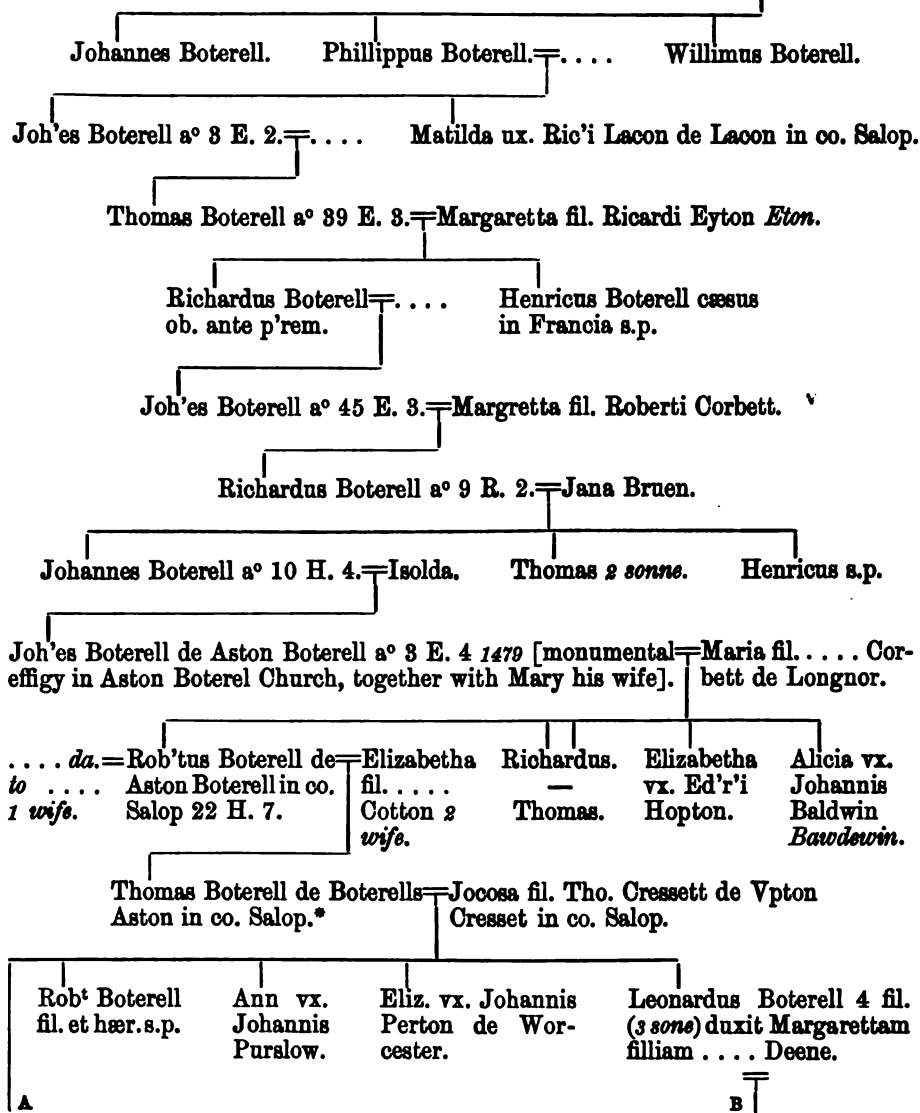 Johannes Boterell. Phillippus Boterell.=.... Willimus Boterell.
Joh'es Boterell aº 3 E. 2.=.... Matilda ux. Ric'i Lacon de Lacon in co. Salop.
Thomas Boterell aº 39 E. 3.=Margaretta fil. Ricardi Eyton Eton.
Richardus Boterell=.... Henricus Boterell cæsus
ob. ante p'rem. in Francia s.p.
Joh'es Boterell aº 45 E. 3.=Margretta fil. Roberti Corbett.
Richardus Boterell aº 9 R. 2.=Jana Bruen.
Johannes Boterell aº 10 H. 4.=Isolda. Thomas 2 sonne. Henricus s.p.
Joh'es Boterell de Aston Boterell aº 3 E. 4 1479 [monumental=Maria fil..... Cor-
effigy in Aston Boterel Church, together with Mary his wife]. bett de Longnor.
.... da.=Rob'tus Boterell de=Elizabetha Richardus. Elizabetha Alicia vx.
to .... Aston Boterell in co. fil..... — vx. Ed'r'i Johannis
1 wife. Salop 22 H. 7. Cotton 2 Thomas. Hopton. Baldwin
wife. Bawdewin.
Thomas Boterell de Boterells=Jocosa fil. Tho. Cressett de Vpton
Aston in co. Salop.* Cresset in co. Salop.
Robᵗ Boterell Ann vx. Eliz. vx. Johannis Leonardus Boterell 4 fil.
fil. et hær. s.p. Johannis Perton de Wor- (3 sone) duxit Margarettam
Purslow. cester. filliam .... Deene.
A B